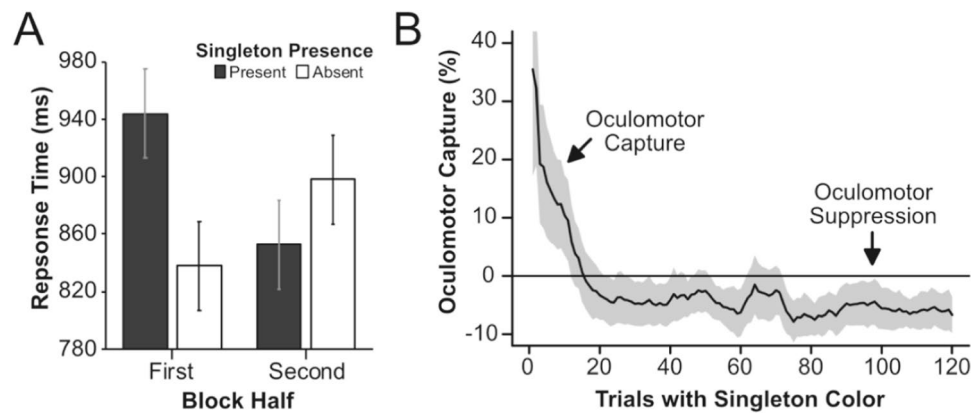 A
Singleton Presence
Present Absent
Repsonse Time (ms)
980
940
900
860
820
780
First Second
Block Half
B
Oculomotor Capture (%)
40
30
20
10
0
-10
Oculomotor
Capture
Oculomotor
Suppression
0 20 40 60 80 100 120
Trials with Singleton Color